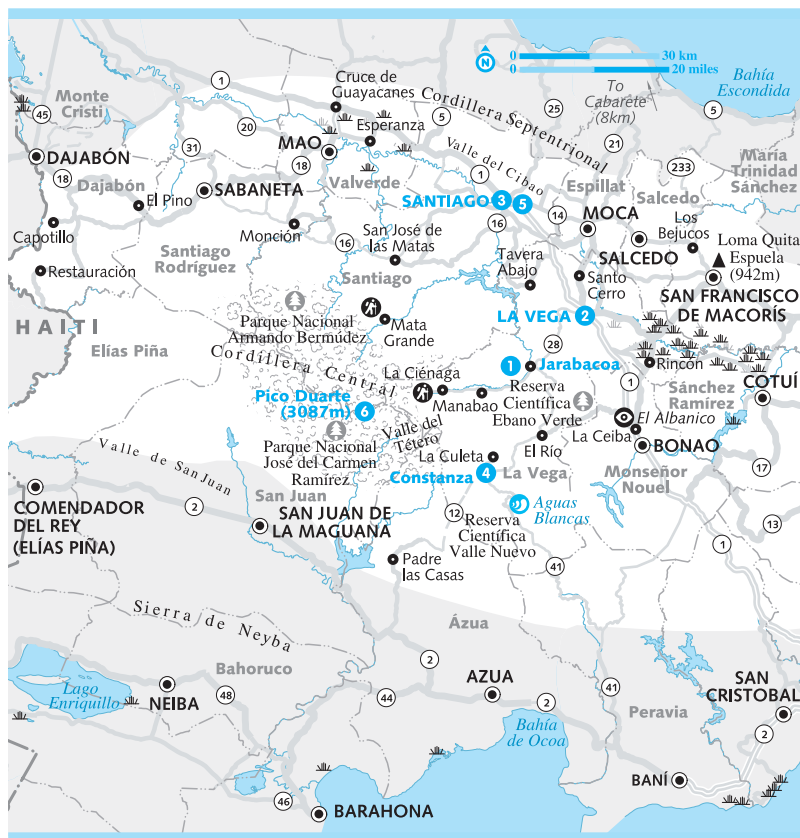 N
0 30 km
0 20 miles
Bahía
Escondida
1
Cruce de
Guayacanes
Monte
Cristi
45
Cordillera Septentrional
To
Cabarete
(8km)
25
5
5
20
Esperanza
31
MAO
18
21
DAJABÓN
Valle del Cibao
233
María
Trinidad
Sánchez
18
Dajabón
SABANETA
Valverde
1
Espillat
Salcedo
El Pino
SANTIAGO 3 5
14
MOCA
Los
Bejucos
Capotillo
Monción
16
San José de
las Matas
16
SALCEDO
Loma Quita
Espuela
(942m)
Santiago
Rodríguez
Tavera
Abajo
Restauración
Santiago
Santo
Cerro
SAN FRANCISCO
DE MACORÍS
HAITI
Parque Nacional
Armando Bermúdez
Mata
Grande
LA VEGA 2
Elías Piña
Cordillera Central
28
La Ciénaga
1 Jarabacoa
Rincón
1
COTUÍ
Reserva
Científica
Ebano Verde
Sánchez
Ramírez
Pico Duarte
(3087m) 6
Manabao
El Albanico
Valle del
Tétero
La Ceiba
Parque Nacional
José del Carmen
Ramírez
El Río
BONAO
Valle de San Juan
La Culeta
Constanza 4
La Vega
17
Monseñor
Nouel
San Juan
COMENDADOR
DEL REY
(ELÍAS PIÑA)
2
Aguas
Blancas
SAN JUAN DE
LA MAGUANA
12
Reserva
Científica
Valle Nuevo
13
1
Padre
las Casas
41
Sierra de Neyba
Ázua
2
Bahoruco
AZUA
SAN
CRISTOBAL
Lago
Enriquillo
NEIBA
48
44
2
41
Peravia
Bahía
de Ocoa
2
BANÍ
46
BARAHONA